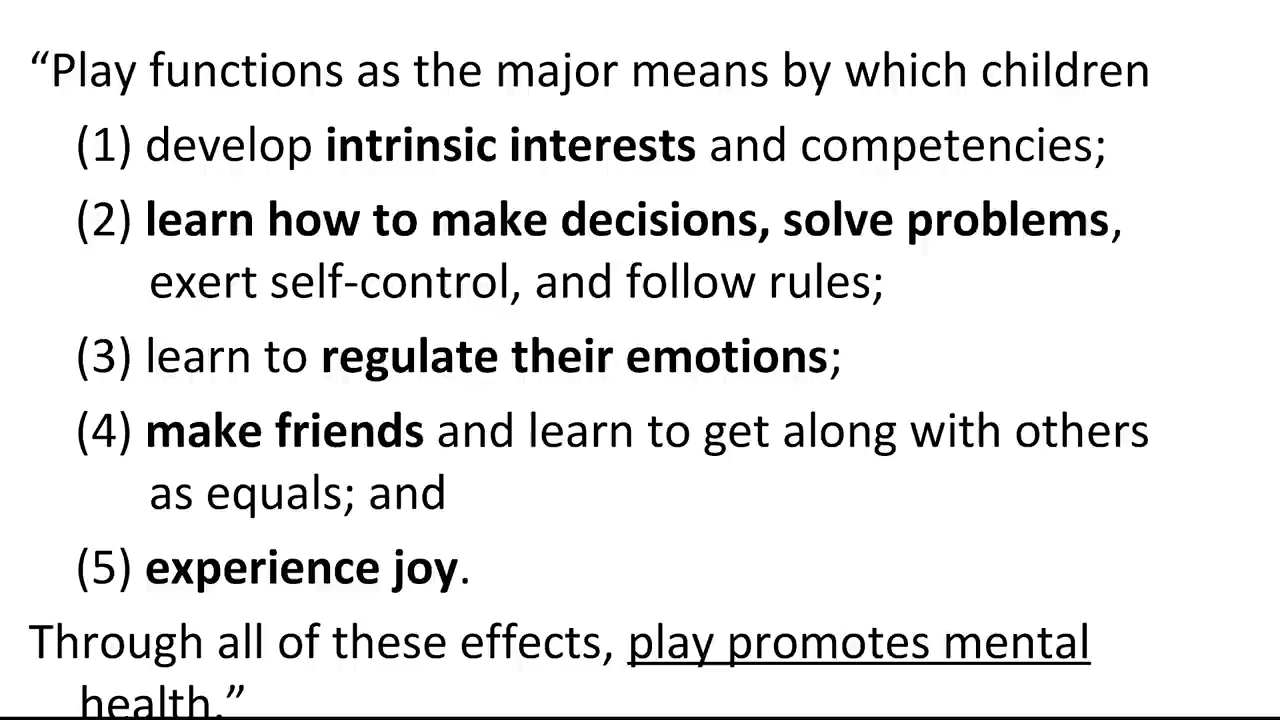 “Play functions as the major means by which children
(1) develop intrinsic interests and competencies;
(2) learn how to make decisions, solve problems,
exert self-control, and follow rules;
(3) learn to regulate their emotions;
(4) make friends and learn to get along with others
as equals; and
(5) experience joy.
Through all of these effects, play promotes mental
health.”